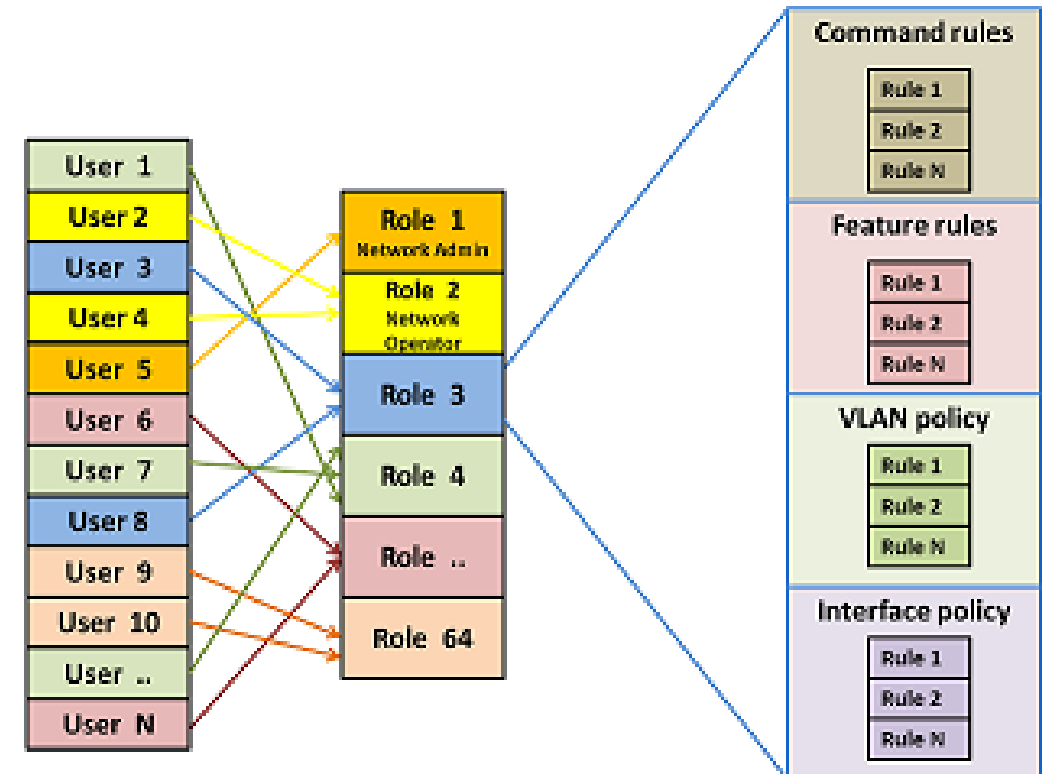 User 1
User 2
User 3
User 4
User 5
User 6
User 7
User 8
User 9
User 10
User ..
User N
Role 1
Network Admin
Role 2
Network
Operator
Role 3
Role 4
Role ..
Role 64
Command rules
Rule 1
Rule 2
Rule N
Feature rules
Rule 1
Rule 2
Rule N
VLAN policy
Rule 1
Rule 2
Rule N
Interface policy
Rule 1
Rule 2
Rule N